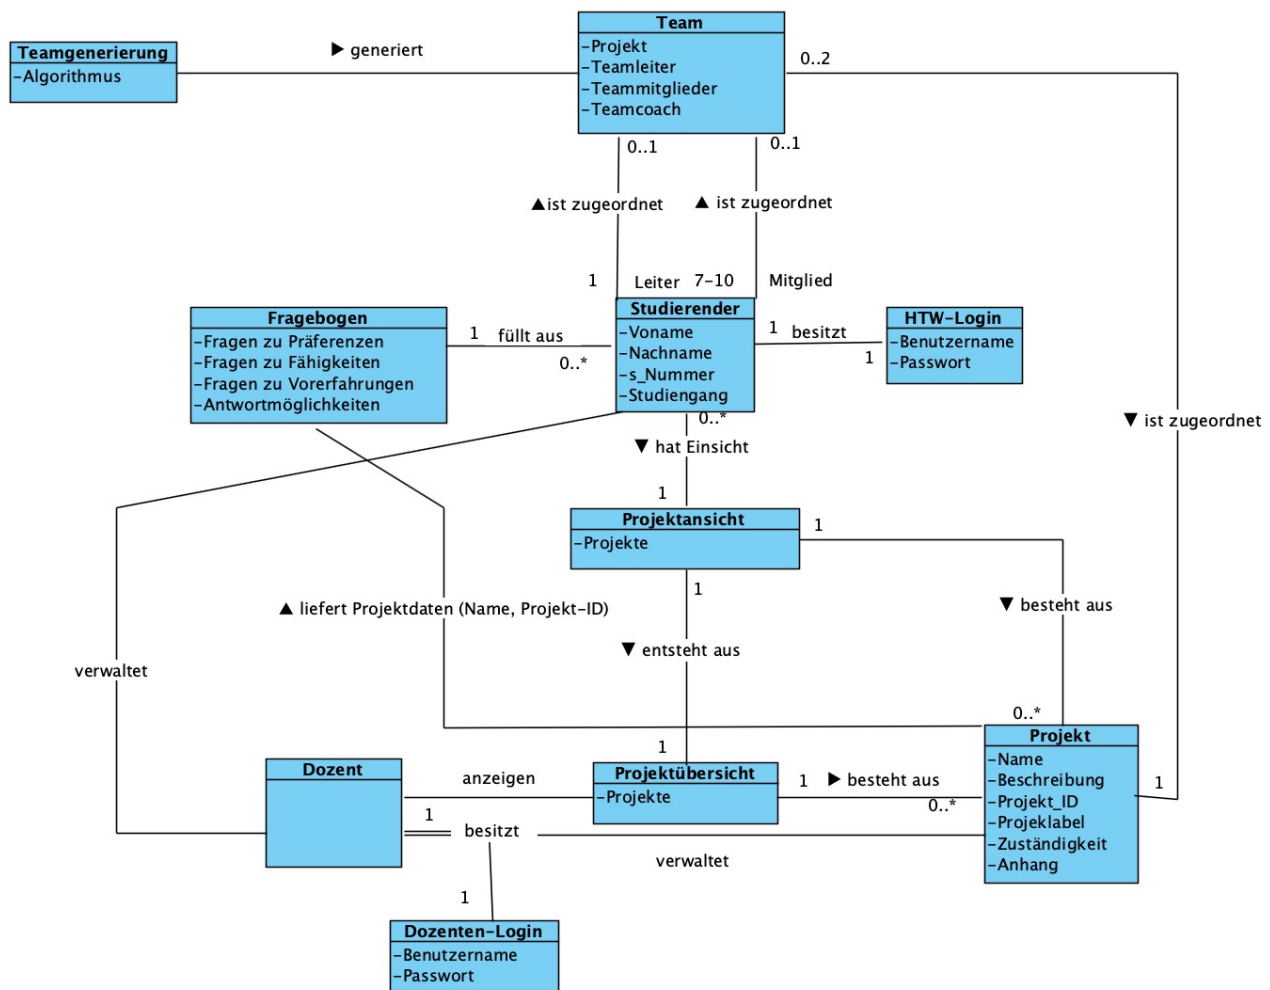 Team
-Projekt
-Teamleiter
-Teammitglieder
-Teamcoach
Teamgenerierung
-Algorithmus
▶ generiert
0..2
0..1
0..1
▲ist zugeordnet
▲ ist zugeordnet
1
Leiter
7-10
Mitglied
Fragebogen
-Fragen zu Präferenzen
-Fragen zu Fähigkeiten
-Fragen zu Vorerfahrungen
-Antwortmöglichkeiten
1
füllt aus
0..*
Studierender
-Voname
-Nachname
-s_Nummer
-Studiengang
1
besitzt
1
HTW-Login
-Benutzername
-Passwort
▼ ist zugeordnet
0..*
▼ hat Einsicht
1
Projektansicht
-Projekte
1
1
▲ liefert Projektdaten (Name, Projekt-ID)
▼ besteht aus
▼ entsteht aus
verwaltet
0..*
1
Dozent
anzeigen
Projektübersicht
-Projekte
1
▶ besteht aus
0..*
Projekt
-Name
-Beschreibung
-Projekt_ID
-Projeklabel
-Zuständigkeit
-Anhang
1
1
besitzt
verwaltet
1
Dozenten-Login
-Benutzername
-Passwort